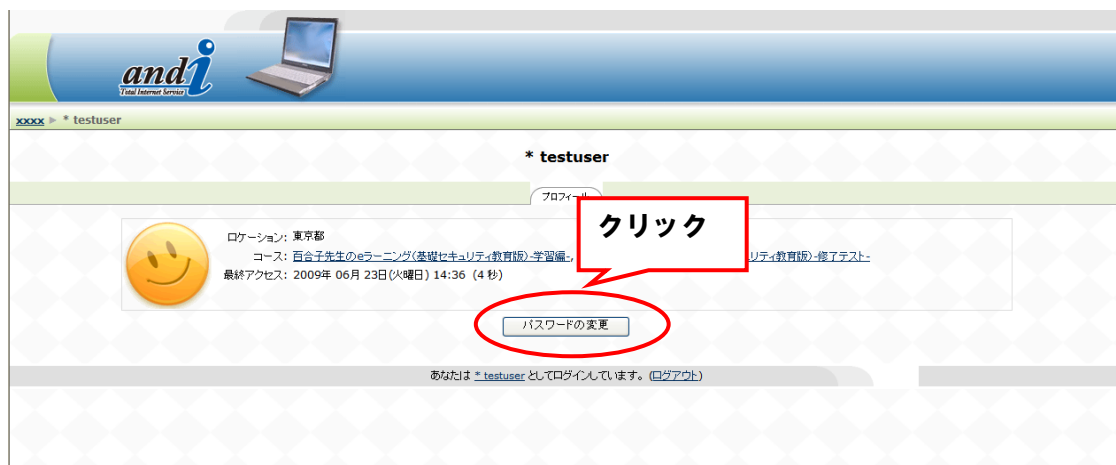 andi
Total Internet Service
xxxx ► * testuser
* testuser
プロフィール
クリック
ロケーション: 東京都
コース: 百合子先生のeラーニング(基礎セキュリティ教育版)-学習編-, リティ教育版)-修了テスト-
最終アクセス: 2009年 06月 23日(火曜日) 14:36 (4 秒)
パスワードの変更
あなたは * testuser としてログインしています。(ログアウト)